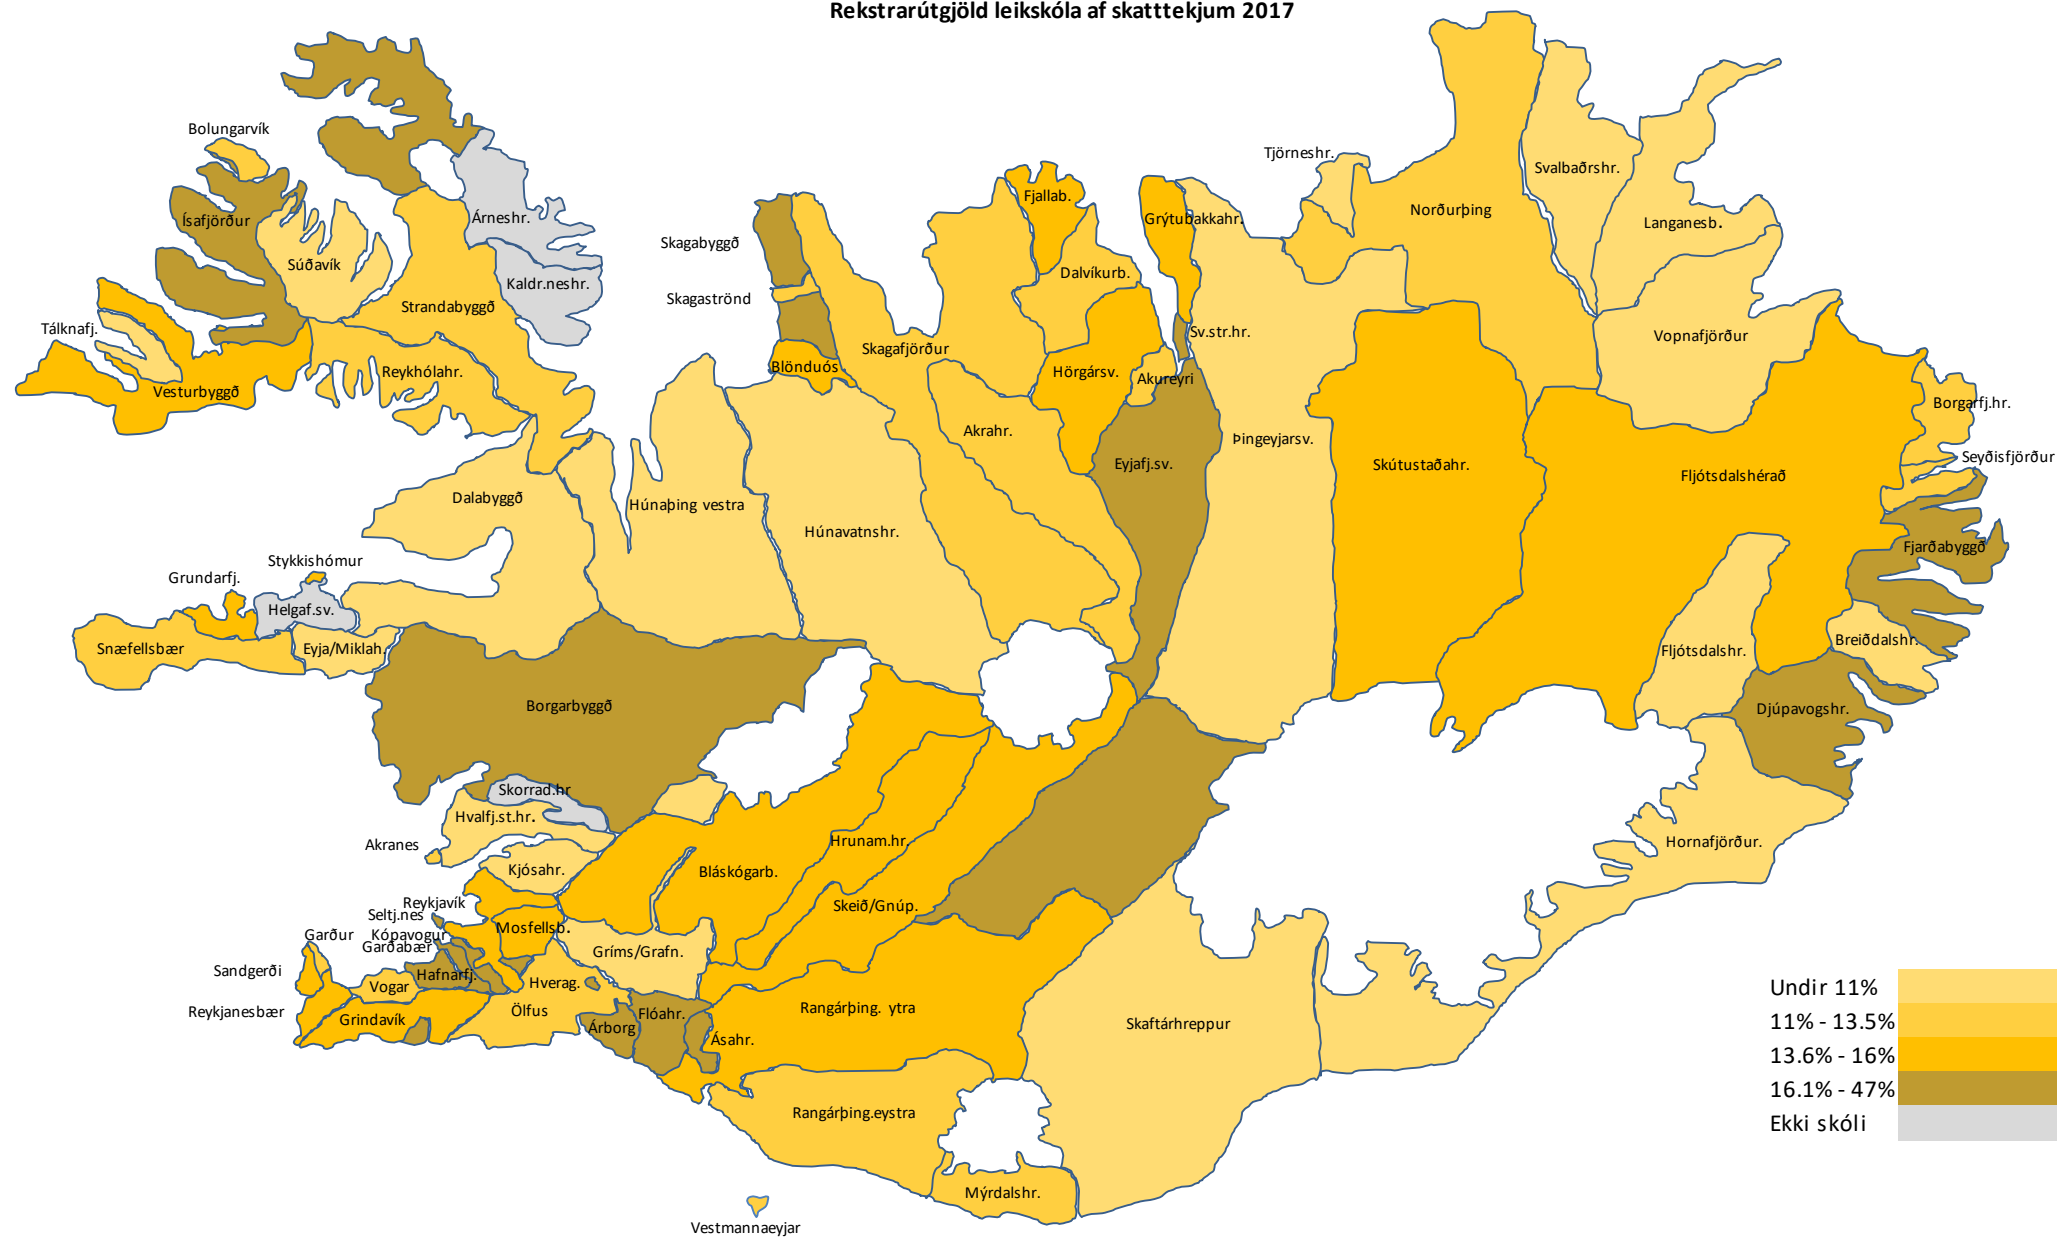 Rekstrarútgjöld leikskóla af skatttekjum 2017
Bolungarvík
Ísafjörður
Súðavík
Árneshr.
Kaldr.neshr.
Strandabyggð
Tálknafj.
Vesturbyggð
Reykhólahr.
Skagabyggð
Skagaströnd
Blönduós
Skagafjörður
Fjallab.
Dalvíkurb.
Grýtubakkahr.
Sv.str.hr.
Hörgársv.
Akureyri
Akrahr.
Eyjafj.sv.
Þingeyjarsv.
Tjörneshr.
Norðurþing
Svalbaðrshr.
Langanesb.
Vopnafjörður
Skútustaðahr.
Fljótsdalshérað
Borgarfj.hr.
Seyðisfjörður
Fjarðabyggð
Breiðdalshr.
Fljótsdalshr.
Djúpavogshr.
Hornafjörður.
Dalabyggð
Húnaþing vestra
Húnavatnshr.
Stykkishómur
Grundarfj.
Helgaf.sv.
Snæfellsbær
Eyja/Miklah.
Borgarbyggð
Skorrad.hr
Hvalfj.st.hr.
Akranes
Kjósahr.
Reykjavík
Seltj.nes
Kópavogur
Garðabær
Mosfellsb.
Hafnarfj.
Garður
Sandgerði
Vogar
Reykjanesbær
Grindavík
Hverag.
Ölfus
Gríms/Grafn.
Bláskógarb.
Hrunam.hr.
Skeið/Gnúp.
Árborg
Flóahr.
Ásahr.
Rangárþing. ytra
Rangárþing.eystra
Skaftárhreppur
Mýrdalshr.
Vestmannaeyjar
Undir 11%
11% - 13.5%
13.6% - 16%
16.1% - 47%
Ekki skóli